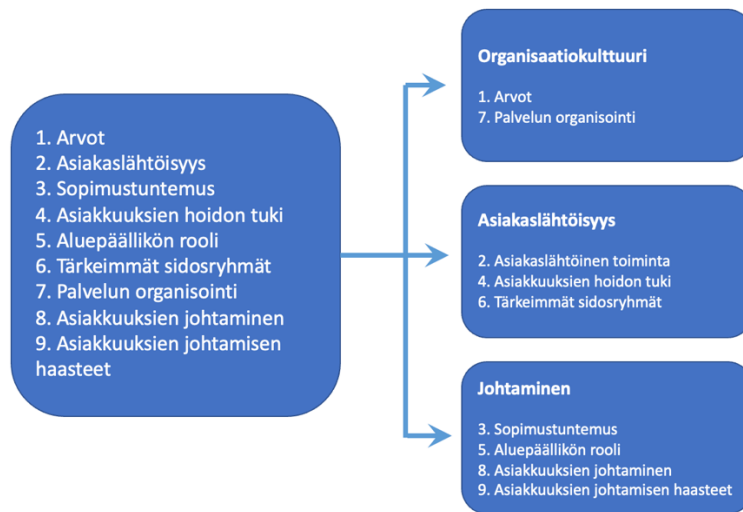 1. Arvot
2. Asiakaslähtöisyys
3. Sopimustuntemus
4. Asiakkuuksien hoidon tuki
5. Aluepäällikön rooli
6. Tärkeimmät sidosryhmät
7. Palvelun organisointi
8. Asiakkuuksien johtaminen
9. Asiakkuuksien johtamisen
haasteet
Organisaatiokulttuuri
1. Arvot
7. Palvelun organisointi
Asiakaslähtöisyys
2. Asiakaslähtöinen toiminta
4. Asiakkuuksien hoidon tuki
6. Tärkeimmät sidosryhmät
Johtaminen
3. Sopimustuntemus
5. Aluepäällikön rooli
8. Asiakkuuksien johtaminen
9. Asiakkuuksien johtamisen haasteet